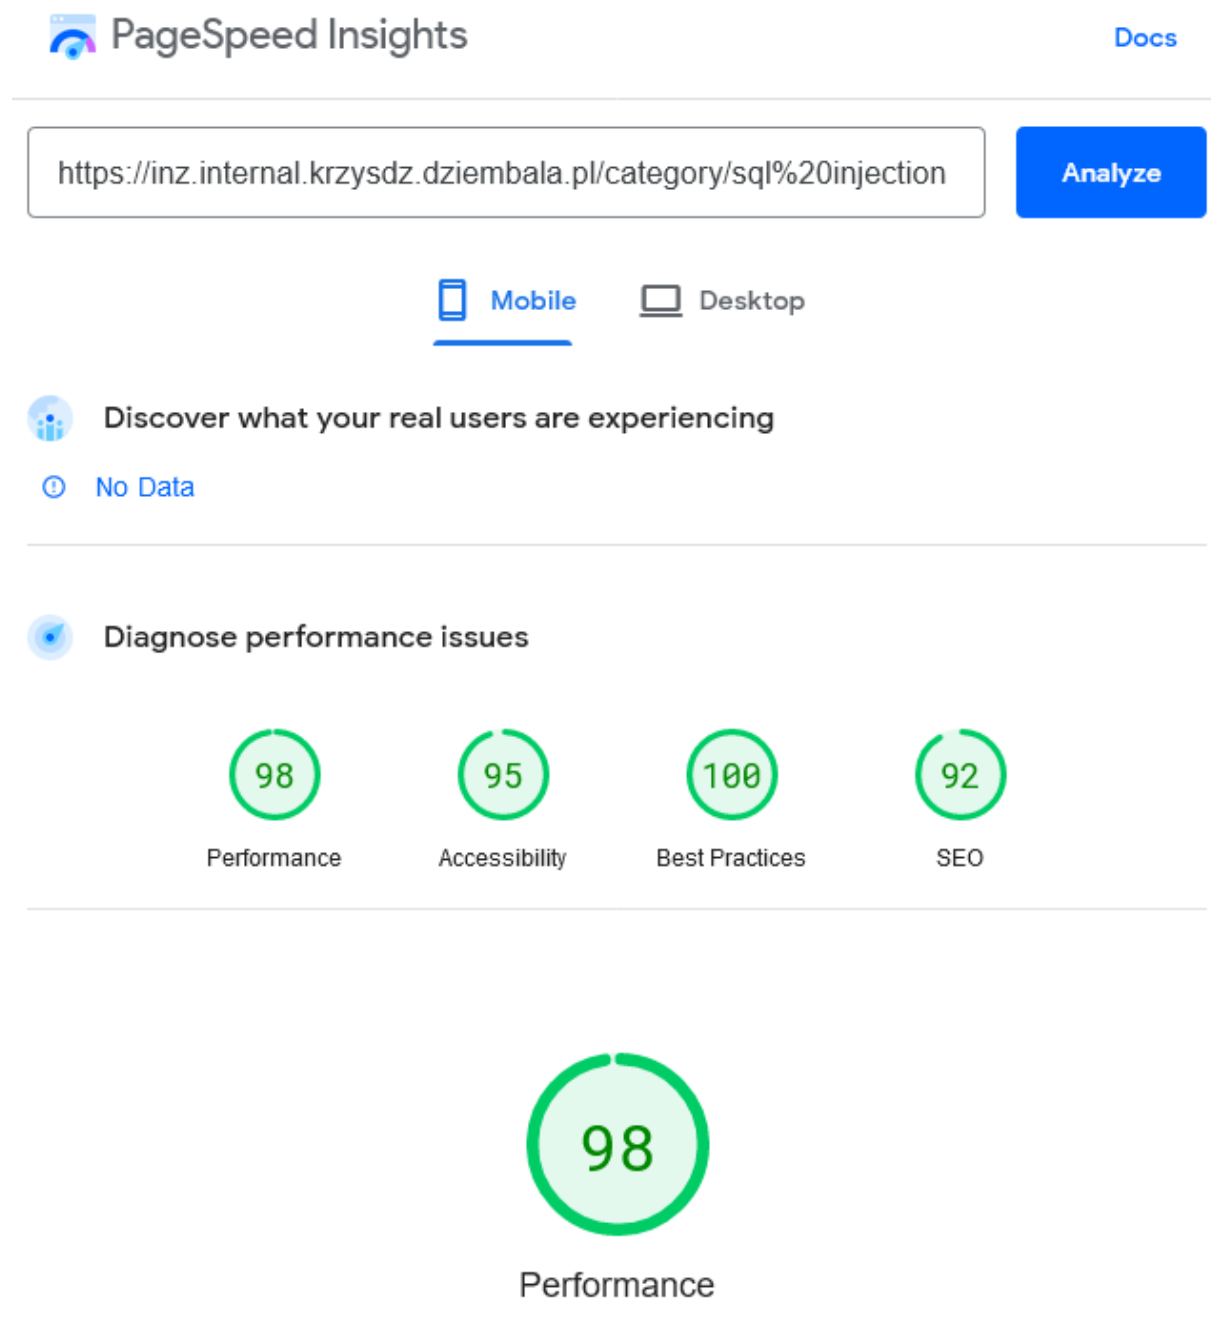 PageSpeed Insights
Docs
https://inz.internal.krzysdz.dziembala.pl/category/sql%20injection
Analyze
Mobile
Desktop
Discover what your real users are experiencing
No Data
Diagnose performance issues
98
95
100
92
Performance
Accessibility
Best Practices
SEO
98
Performance